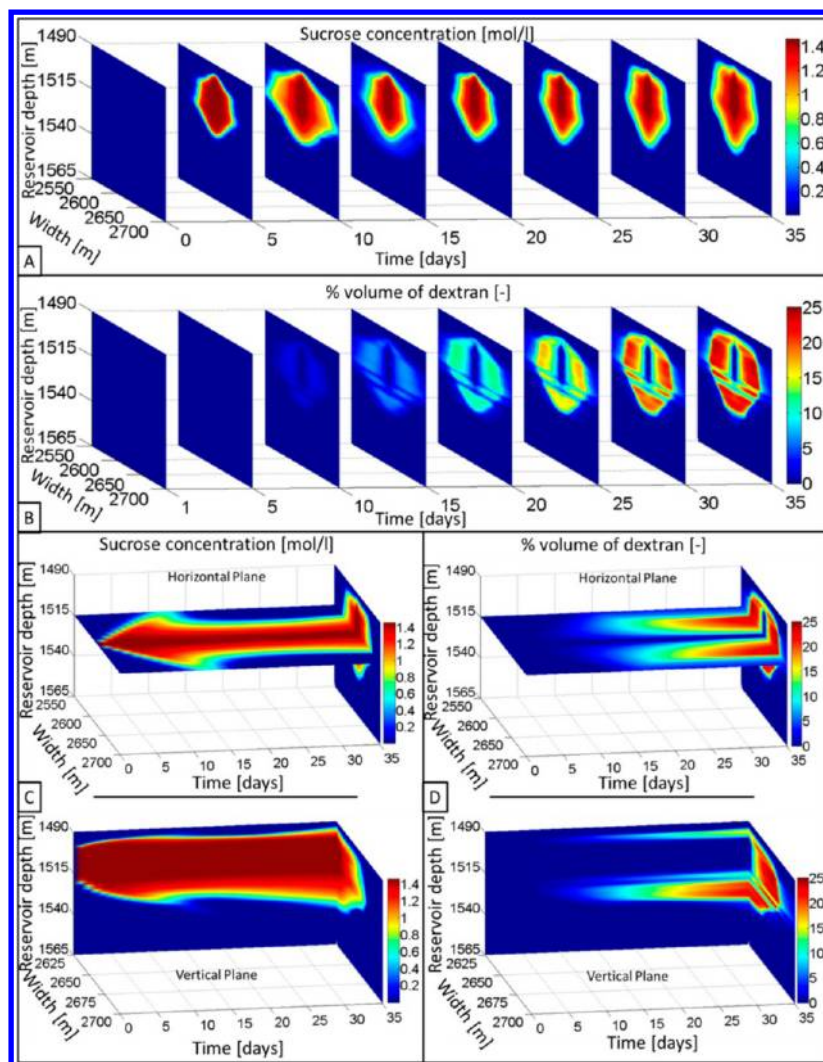 Sucrose concentration [mol/l]
1490
1515
1540
1565
Reservoir depth [m]
2550
2600
2650
2700
Width [m]
0 5 10 15 20 25 30 35
Time [days]
1.4
1.2
1
0.8
0.6
0.4
0.2
A
% volume of dextran [-]
1490
1515
1540
1565
Reservoir depth [m]
2550
2600
2650
2700
Width [m]
1 5 10 15 20 25 30 35
Time [days]
25
20
15
10
5
0
B
Sucrose concentration [mol/l]
Horizontal Plane
1490
1515
1540
1565
Reservoir depth [m]
2550
2600
2650
2700
Width [m]
0 5 10 15 20 25 30 35
Time [days]
1.4
1.2
1
0.8
0.6
0.4
0.2
C
1490
1515
1540
1565
Reservoir depth [m]
2625
2650
2675
2700
Width [m]
Vertical Plane
0 5 10 15 20 25 30 35
Time [days]
1.4
1.2
1
0.8
0.6
0.4
0.2
% volume of dextran [-]
Horizontal Plane
1490
1515
1540
1565
Reservoir depth [m]
2550
2600
2650
2700
Width [m]
0 5 10 15 20 25 30 35
Time [days]
25
20
15
10
5
0
D
1490
1515
1540
1565
Reservoir depth [m]
2625
2650
2675
2700
Width [m]
Vertical Plane
0 5 10 15 20 25 30 35
Time [days]
25
20
15
10
5
0